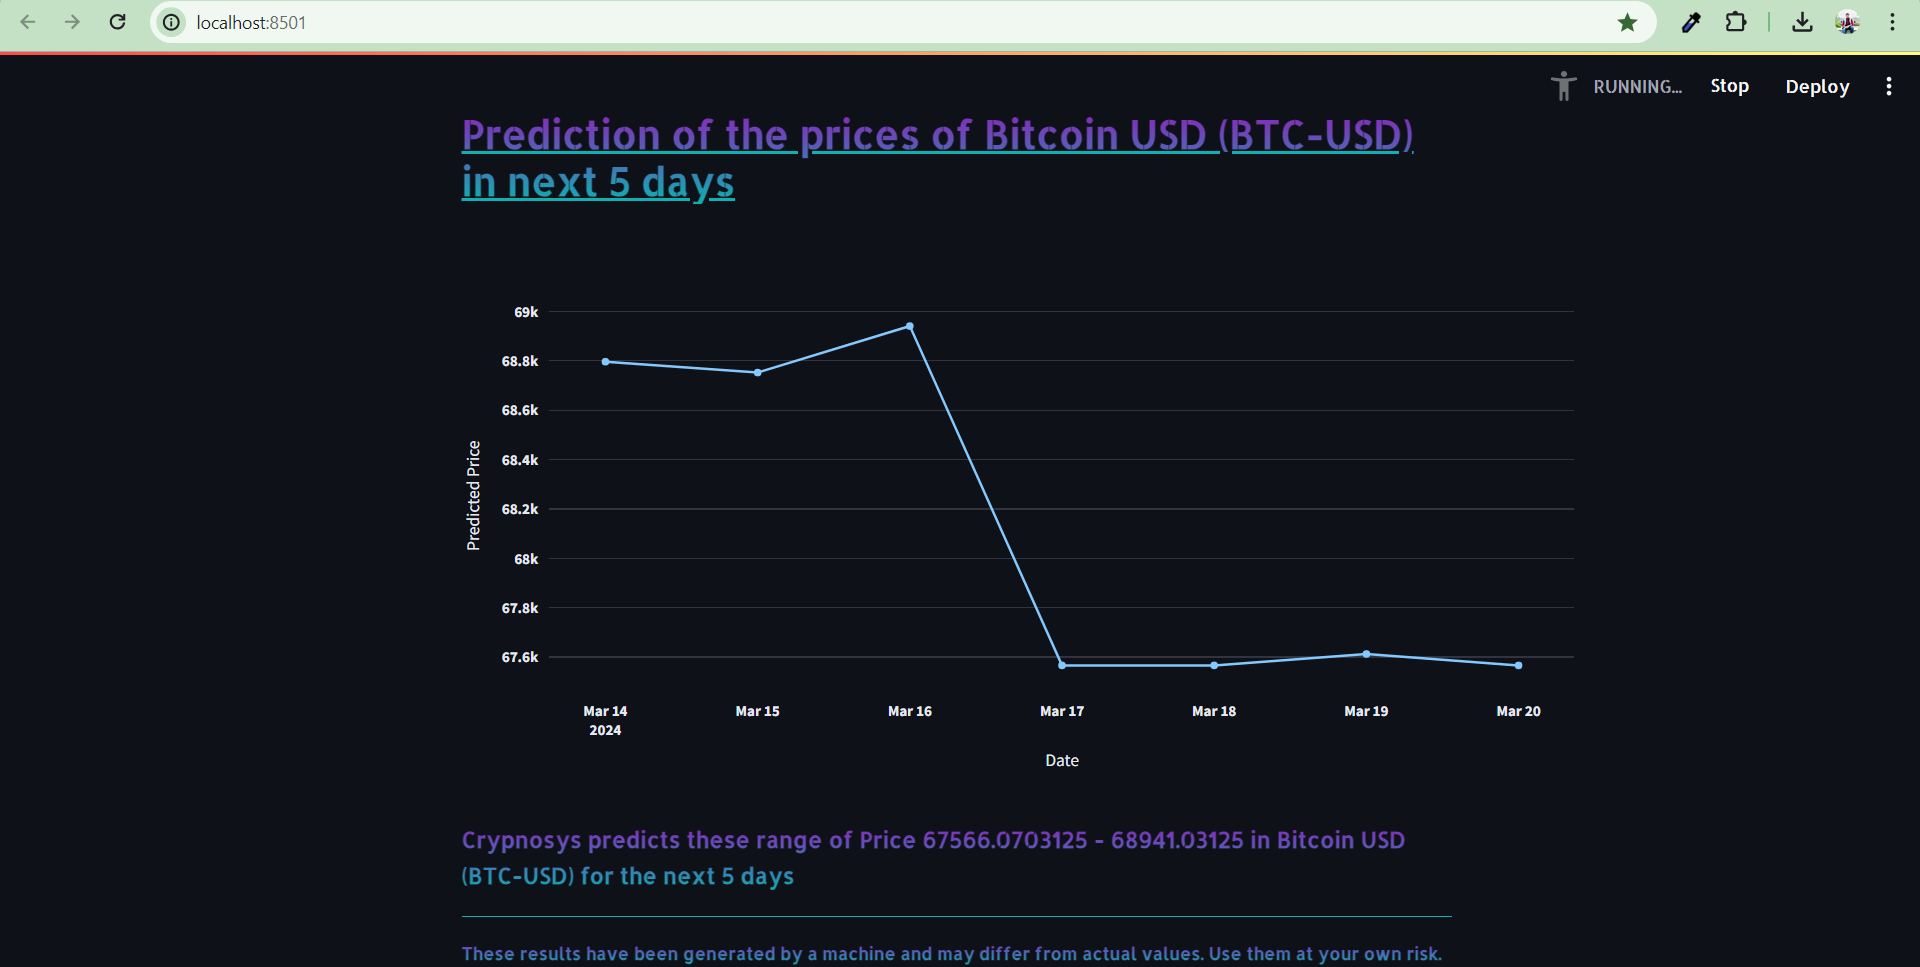 localhost:8501
RUNNING...
Stop
Deploy
Prediction of the prices of Bitcoin USD (BTC-USD)
in next 5 days
69k
68.8k
68.6k
68.4k
68.2k
68k
67.8k
67.6k
Predicted Price
Mar 14
2024
Mar 15
Mar 16
Mar 17
Mar 18
Mar 19
Mar 20
Date
Crypnosys predicts these range of Price 67566.0703125 - 68941.03125 in Bitcoin USD
(BTC-USD) for the next 5 days
These results have been generated by a machine and may differ from actual values. Use them at your own risk.